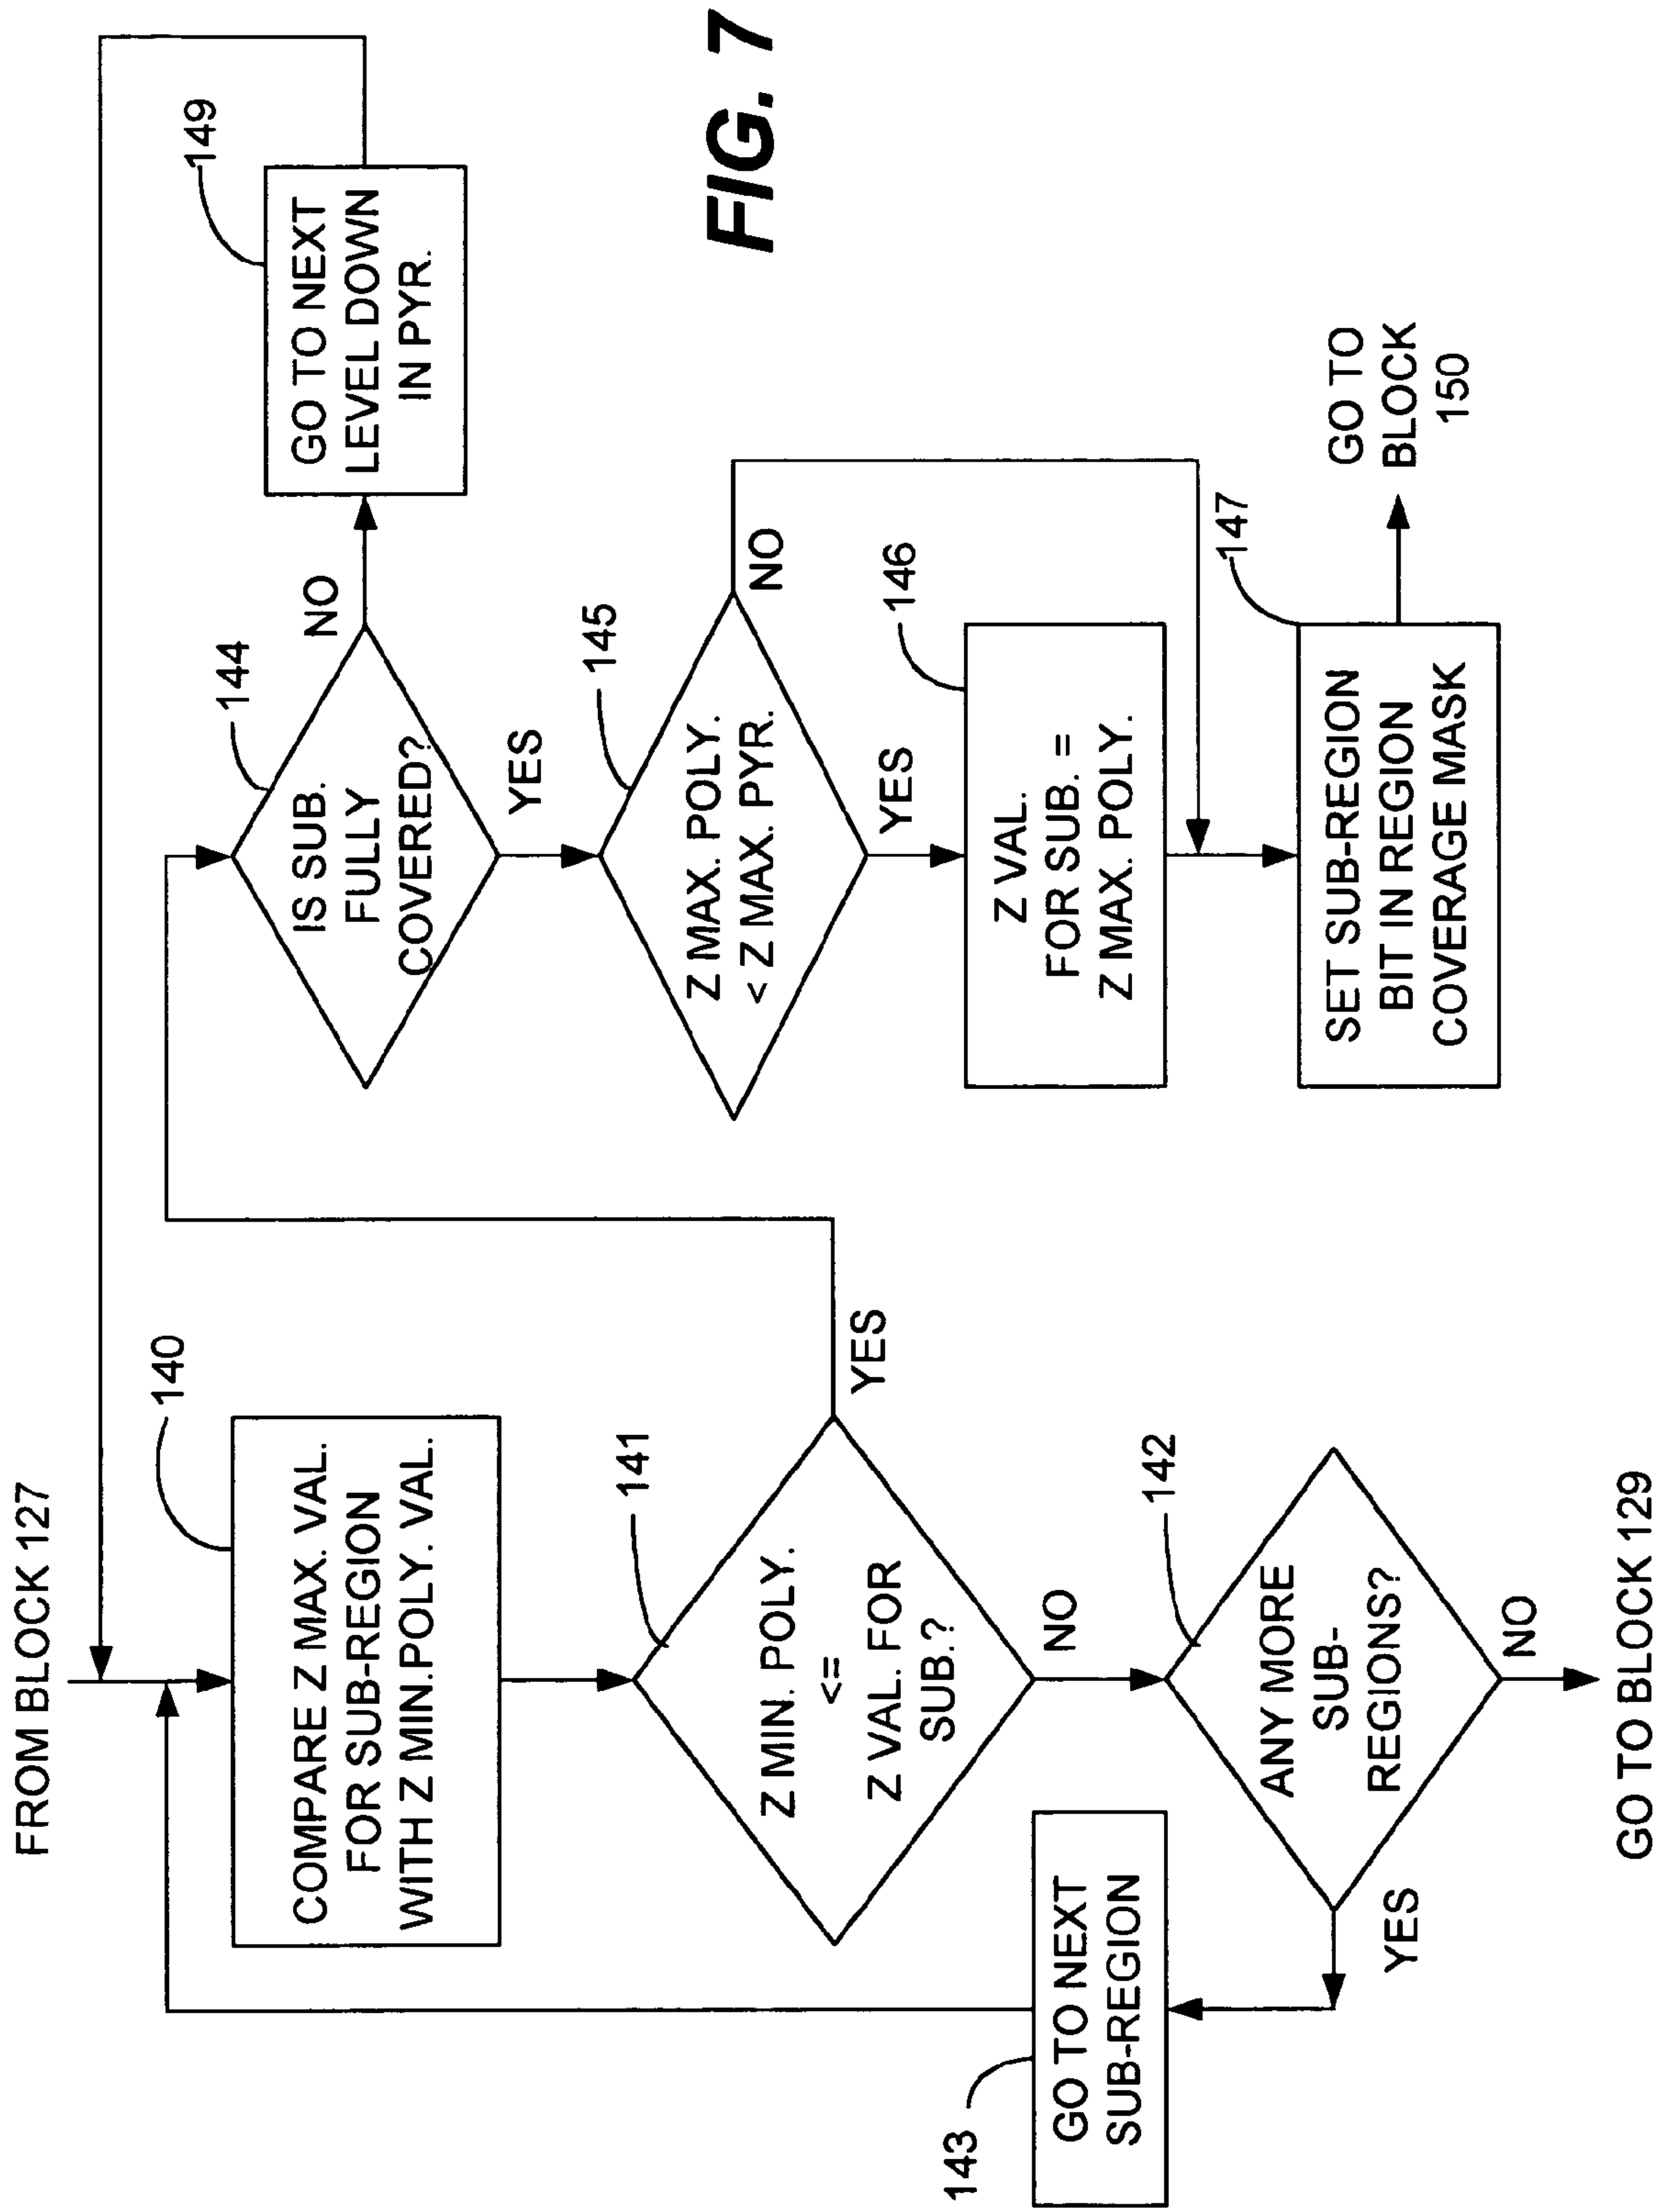 FROM BLOCK 127
140
COMPARE Z MAX. VAL.
FOR SUB-REGION
WITH Z MIN.POLY. VAL.
141
Z MIN. POLY.
<=
Z VAL. FOR
SUB.?
YES
NO
142
ANY MORE
SUB-
REGIONS?
YES
NO
143
GO TO NEXT
SUB-REGION
GO TO BLOCK 129
144
IS SUB.
FULLY
COVERED?
NO
YES
149
GO TO NEXT
LEVEL DOWN
IN PYR.
145
Z MAX. POLY.
< Z MAX. PYR.
NO
YES
146
Z VAL.
FOR SUB. =
Z MAX. POLY.
147
SET SUB-REGION
BIT IN REGION
COVERAGE MASK
GO TO
BLOCK
150
FIG. 7